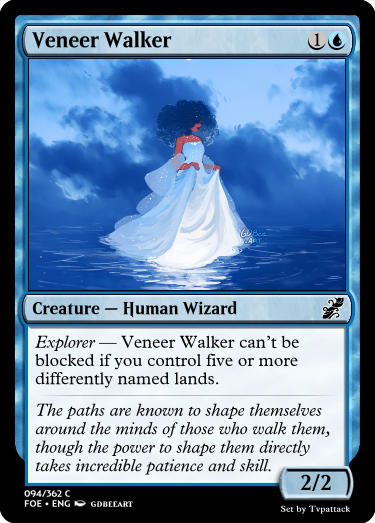 Veneer Walker 1
GDBee
ART
Creature — Human Wizard
Explorer — Veneer Walker can't be
blocked if you control five or more
differently named lands.
The paths are known to shape themselves
around the minds of those who walk them,
though the power to shape them directly
takes incredible patience and skill.
2/2
094/362 C
FOE • ENG GDBEEART
Set by Tvpattack